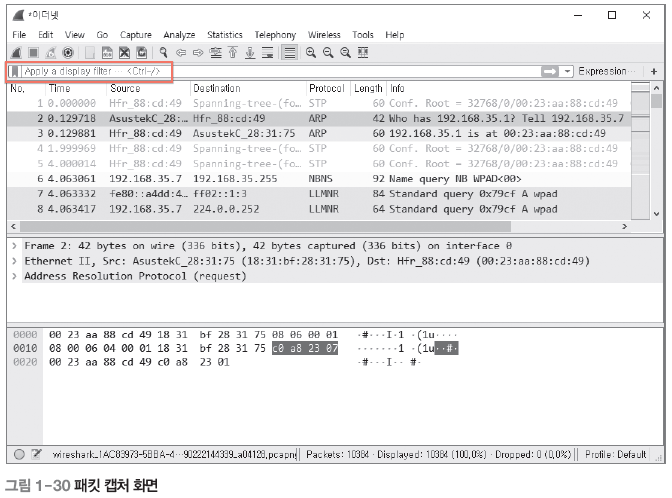 *이더넷
File Edit View Go Capture Analyze Statistics Telephony Wireless Tools Help
Apply a display filter ... <Ctrl-/> Expression... +
No. Time Source Destination Protocol Length Info
1 0.000000 Hfr_88:cd:49 Spanning-tree-(fo... STP 60 Conf. Root = 32768/0/00:23:aa:88:cd:49
2 0.129718 AsustekC_28:... Hfr_88:cd:49 ARP 42 Who has 192.168.35.1? Tell 192.168.35.7
3 0.129881 Hfr_88:cd:49 AsustekC_28:31:75 ARP 60 192.168.35.1 is at 00:23:aa:88:cd:49
4 1.999969 Hfr_88:cd:49 Spanning-tree-(fo... STP 60 Conf. Root = 32768/0/00:23:aa:88:cd:49
5 4.000014 Hfr_88:cd:49 Spanning-tree-(fo... STP 60 Conf. Root = 32768/0/00:23:aa:88:cd:49
6 4.063061 192.168.35.7 192.168.35.255 NBNS 92 Name query NB WPAD<00>
7 4.063332 fe80::a4dd:4... ff02::1:3 LLMNR 84 Standard query 0x79cf A wpad
8 4.063417 192.168.35.7 224.0.0.252 LLMNR 64 Standard query 0x79cf A wpad
> Frame 2: 42 bytes on wire (336 bits), 42 bytes captured (336 bits) on interface 0
> Ethernet II, Src: AsustekC_28:31:75 (18:31:bf:28:31:75), Dst: Hfr_88:cd:49 (00:23:aa:88:cd:49)
> Address Resolution Protocol (request)
0000 00 23 aa 88 cd 49 18 31 bf 28 31 75 08 06 00 01 ·#···I·1 ·(1u····
0010 08 00 06 04 00 01 18 31 bf 28 31 75 c0 a8 23 07 ·······1 ·(1u··#·
0020 00 23 aa 88 cd 49 c0 a8 23 01 ·#···I·· #·
wireshark_1AC83973-5BBA-4···90222144339_a04128.pcapng Packets: 10364 · Displayed: 10364 (100.0%) · Dropped: 0 (0.0%) Profile: Default
그림 1-30 패킷 캡처 화면